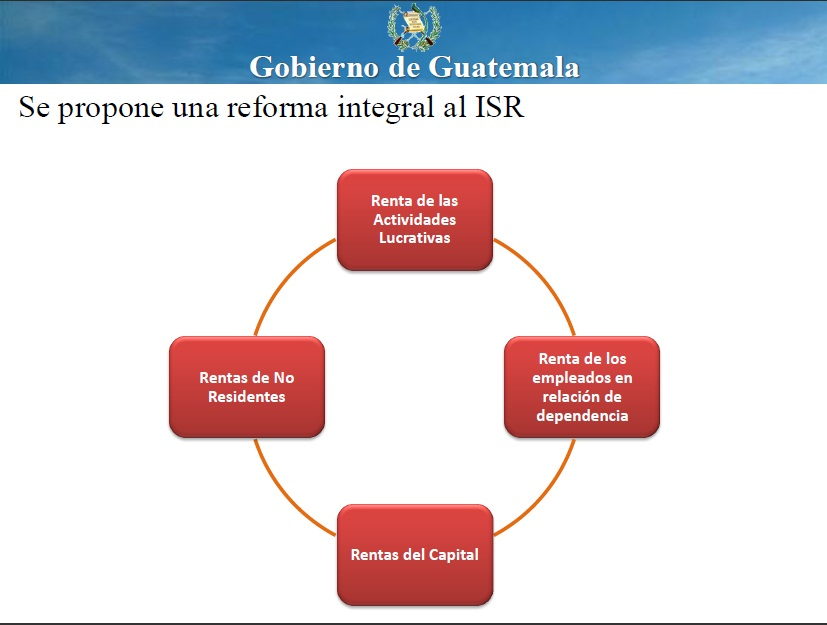 Gobierno de Guatemala
Se propone una reforma integral al ISR
Renta de las
Actividades
Lucrativas
Rentas de No
Residentes
Renta de los
empleados en
relación de
dependencia
Rentas del Capital